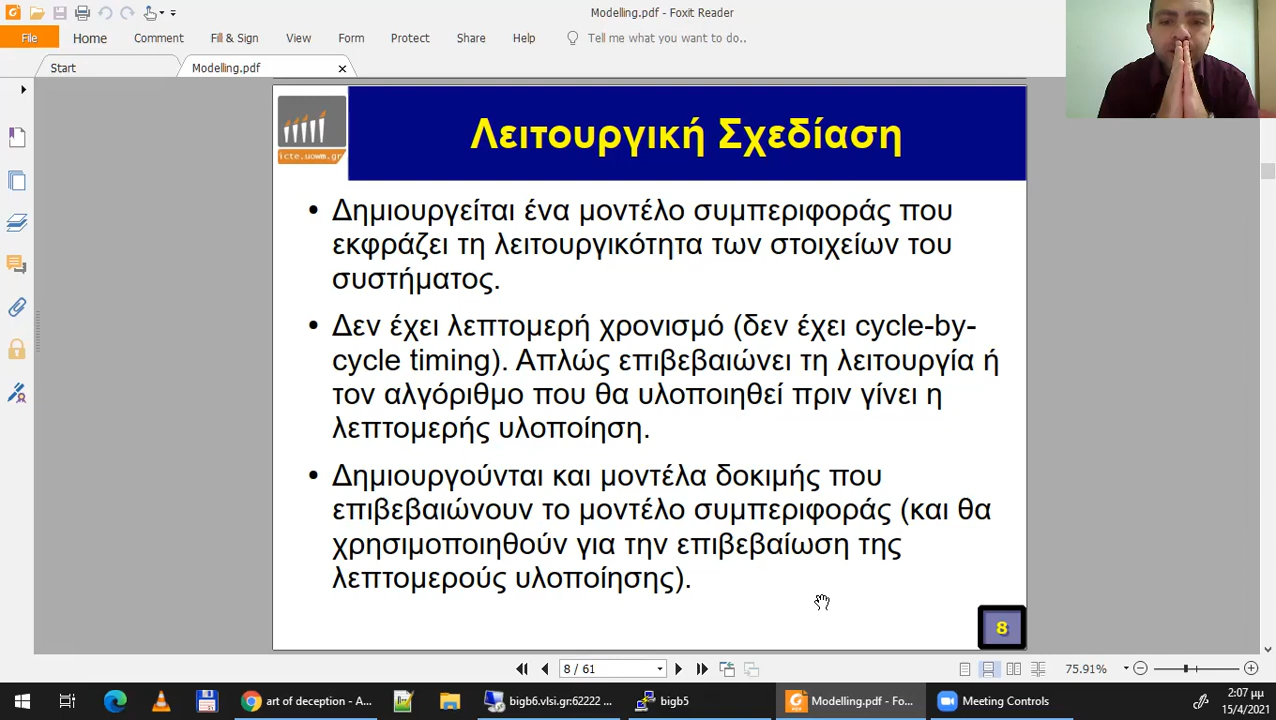 Modelling.pdf - Foxit Reader
File Home Comment Fill & Sign View Form Protect Share Help Tell me what you want to do..
Start Modelling.pdf
icte.uowm.gr
Λειτουργική Σχεδίαση
• Δημιουργείται ένα μοντέλο συμπεριφοράς που
εκφράζει τη λειτουργικότητα των στοιχείων του
συστήματος.
• Δεν έχει λεπτομερή χρονισμό (δεν έχει cycle-by-
cycle timing). Απλώς επιβεβαιώνει τη λειτουργία ή
τον αλγόριθμο που θα υλοποιηθεί πριν γίνει η
λεπτομερής υλοποίηση.
• Δημιουργούνται και μοντέλα δοκιμής που
επιβεβαιώνουν το μοντέλο συμπεριφοράς (και θα
χρησιμοποιηθούν για την επιβεβαίωση της
λεπτομερούς υλοποίησης).
8
8 / 61 75.91%
art of deception - A... bigb6.vlsi.gr:62222 ... bigb5 Modelling.pdf - Fo... Meeting Controls 2:07 μμ
15/4/2021